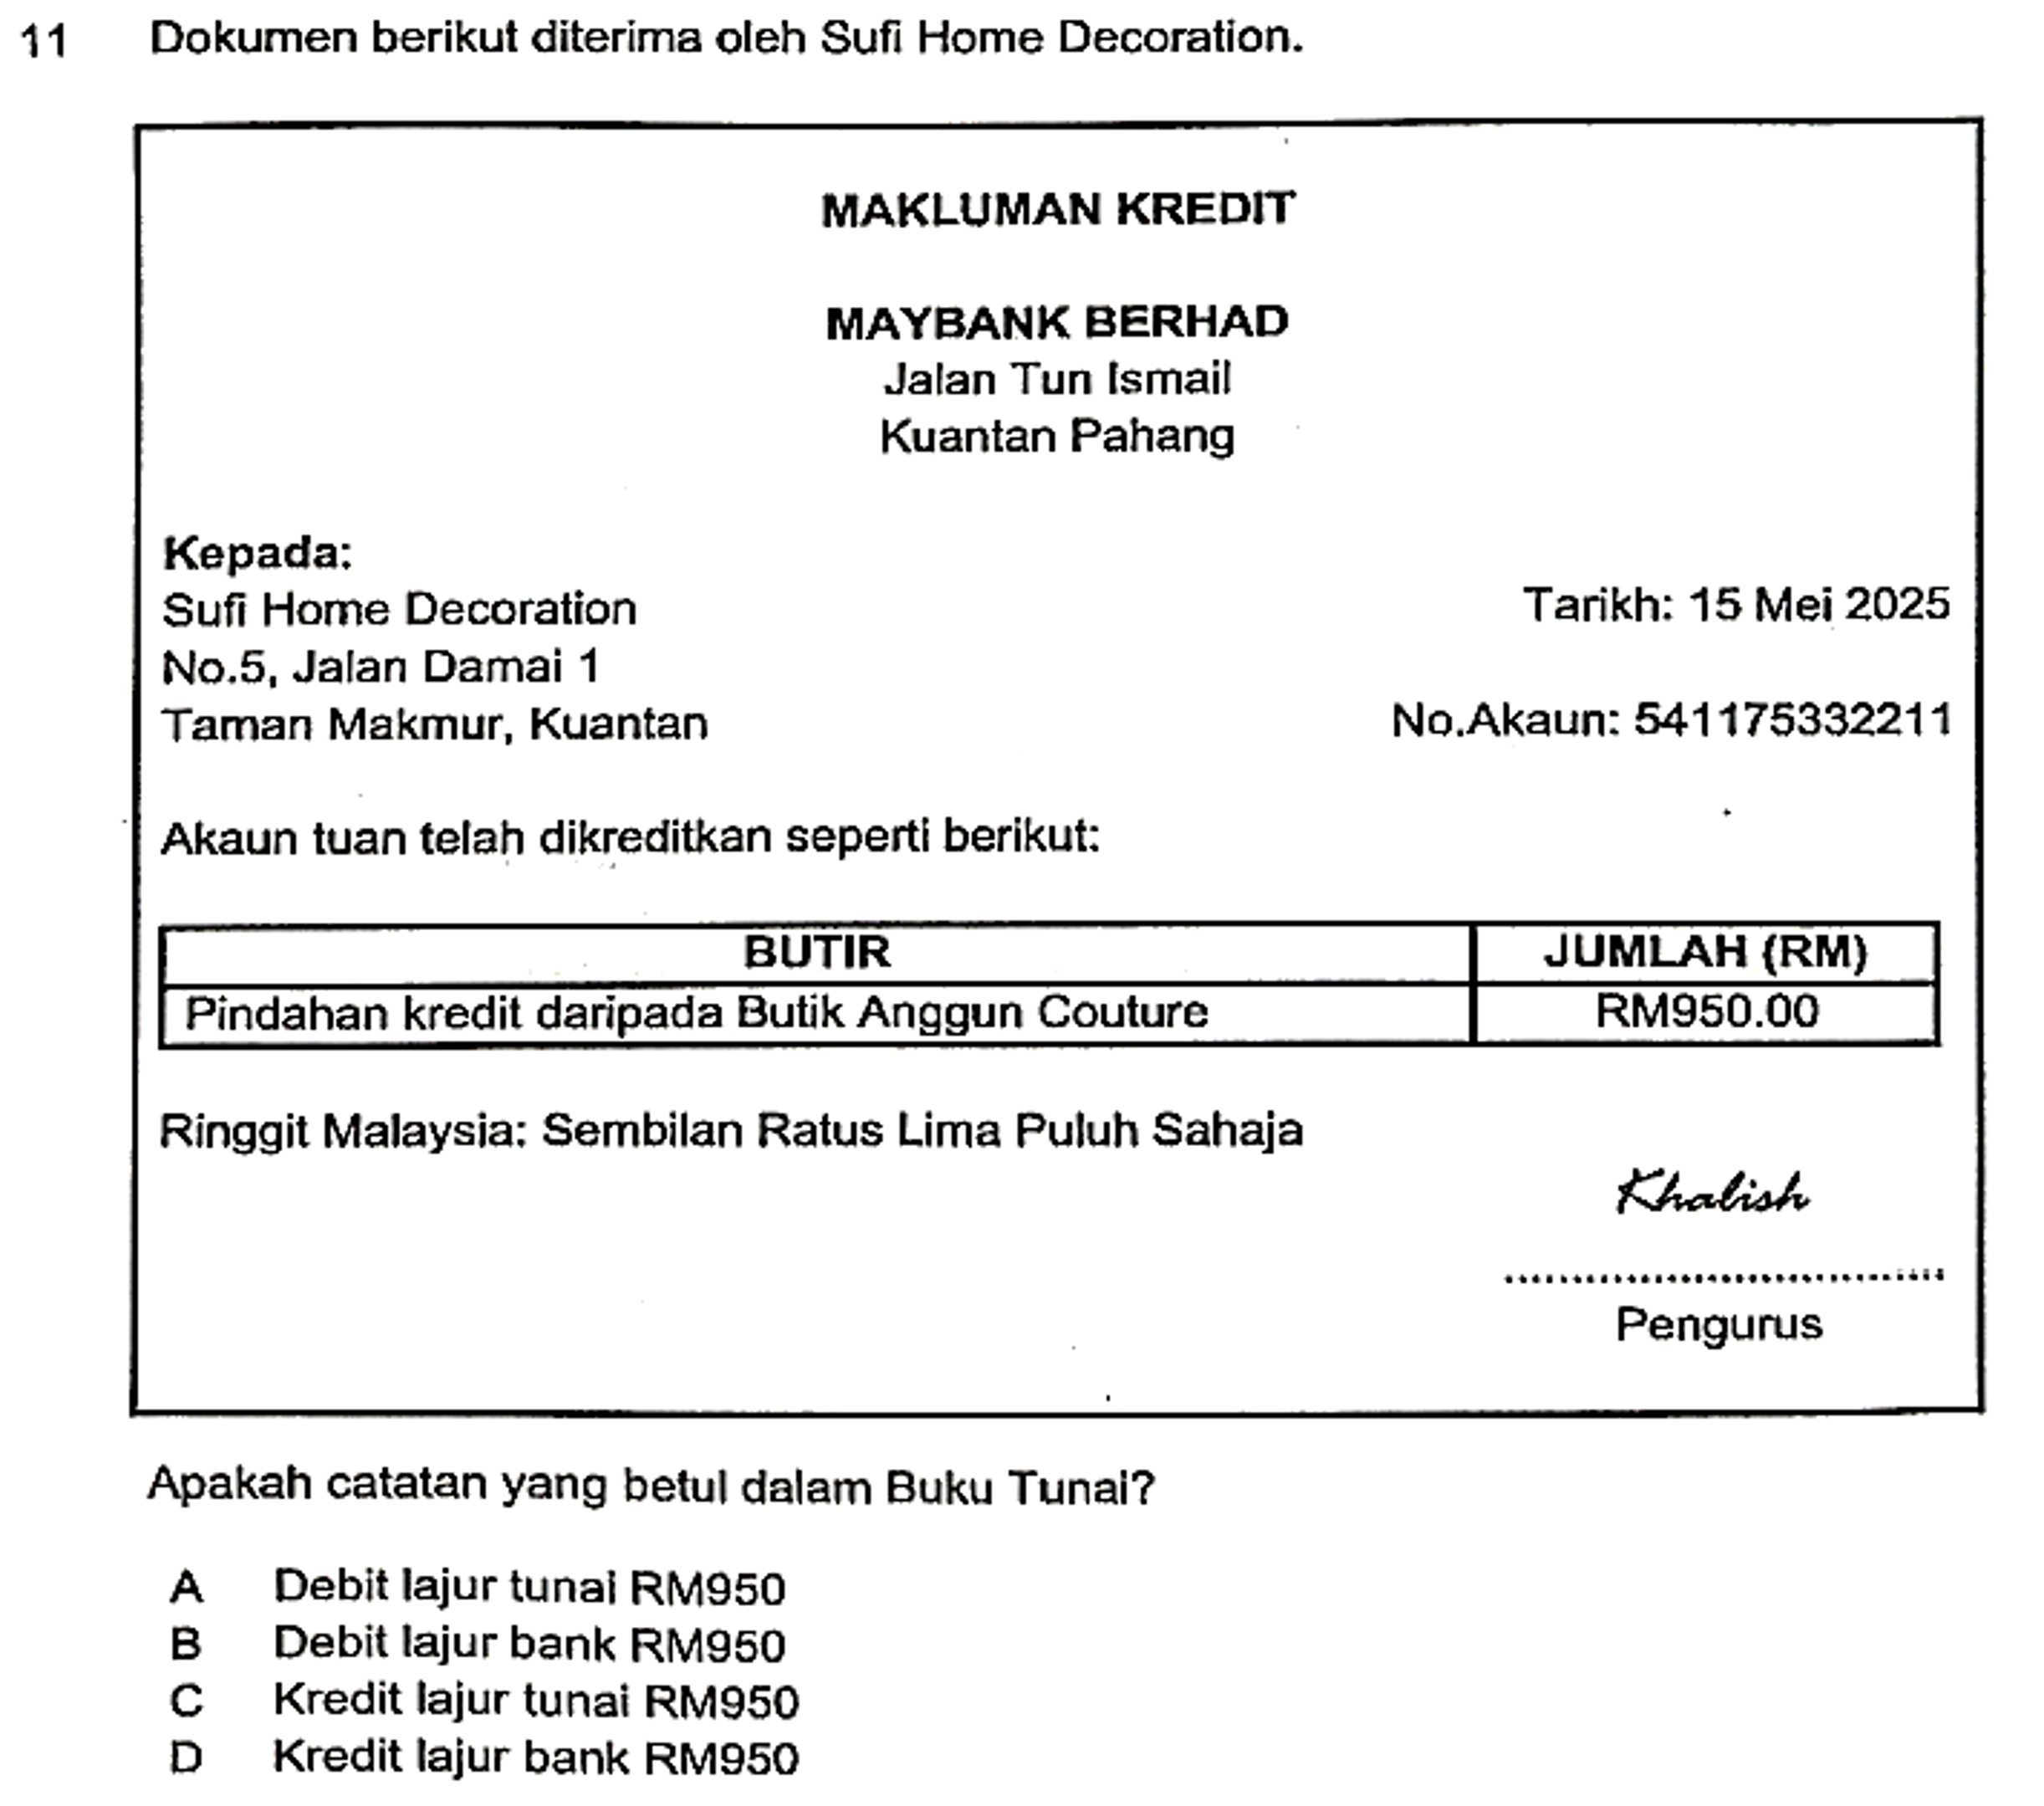 11 Dokumen berikut diterima oleh Sufi Home Decoration.
MAKLUMAN KREDIT
MAYBANK BERHAD
Jalan Tun Ismail
Kuantan Pahang
Kepada:
Sufi Home Decoration
Tarikh: 15 Mei 2025
No.5, Jalan Damai 1
Taman Makmur, Kuantan
No.Akaun: 541175332211
Akaun tuan telah dikreditkan seperti berikut:
BUTIR JUMLAH (RM)
Pindahan kredit daripada Butik Anggun Couture RM950.00
Ringgit Malaysia: Sembilan Ratus Lima Puluh Sahaja
Khalish
Pengurus
Apakah catatan yang betul dalam Buku Tunai?
A Debit lajur tunai RM950
B Debit lajur bank RM950
C Kredit lajur tunai RM950
D Kredit lajur bank RM950